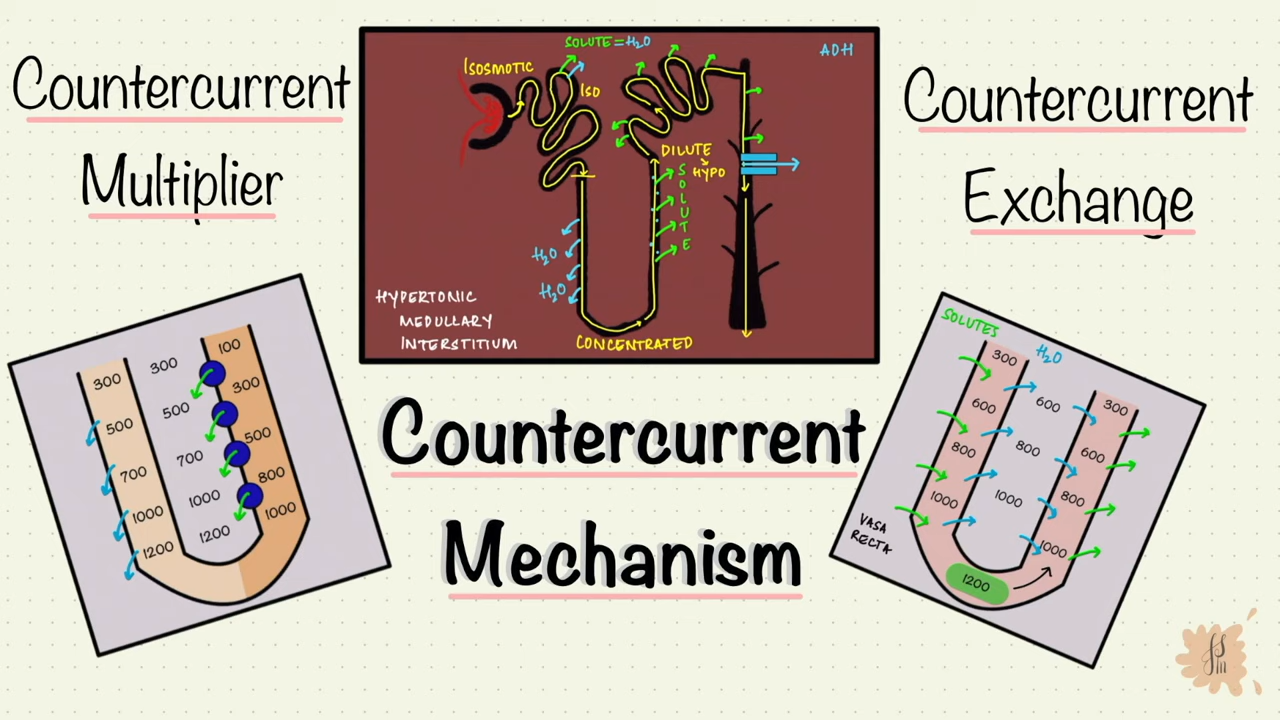 Countercurrent
Multiplier
SOLUTE = H₂O
ADH
ISOSMOTIC
ISO
DILUTE
HYPO
SOLUTE
H₂O
H₂O
HYPERTONIC
MEDULLARY
INTERSTITIUM
CONCENTRATED
Countercurrent
Exchange
300
500
700
1000
1200
300
500
700
1000
1200
100
300
500
800
1000
Countercurrent
Mechanism
SOLUTES
H₂O
300
600
800
1000
600
800
1000
300
600
800
1000
1200
VASA
RECTA